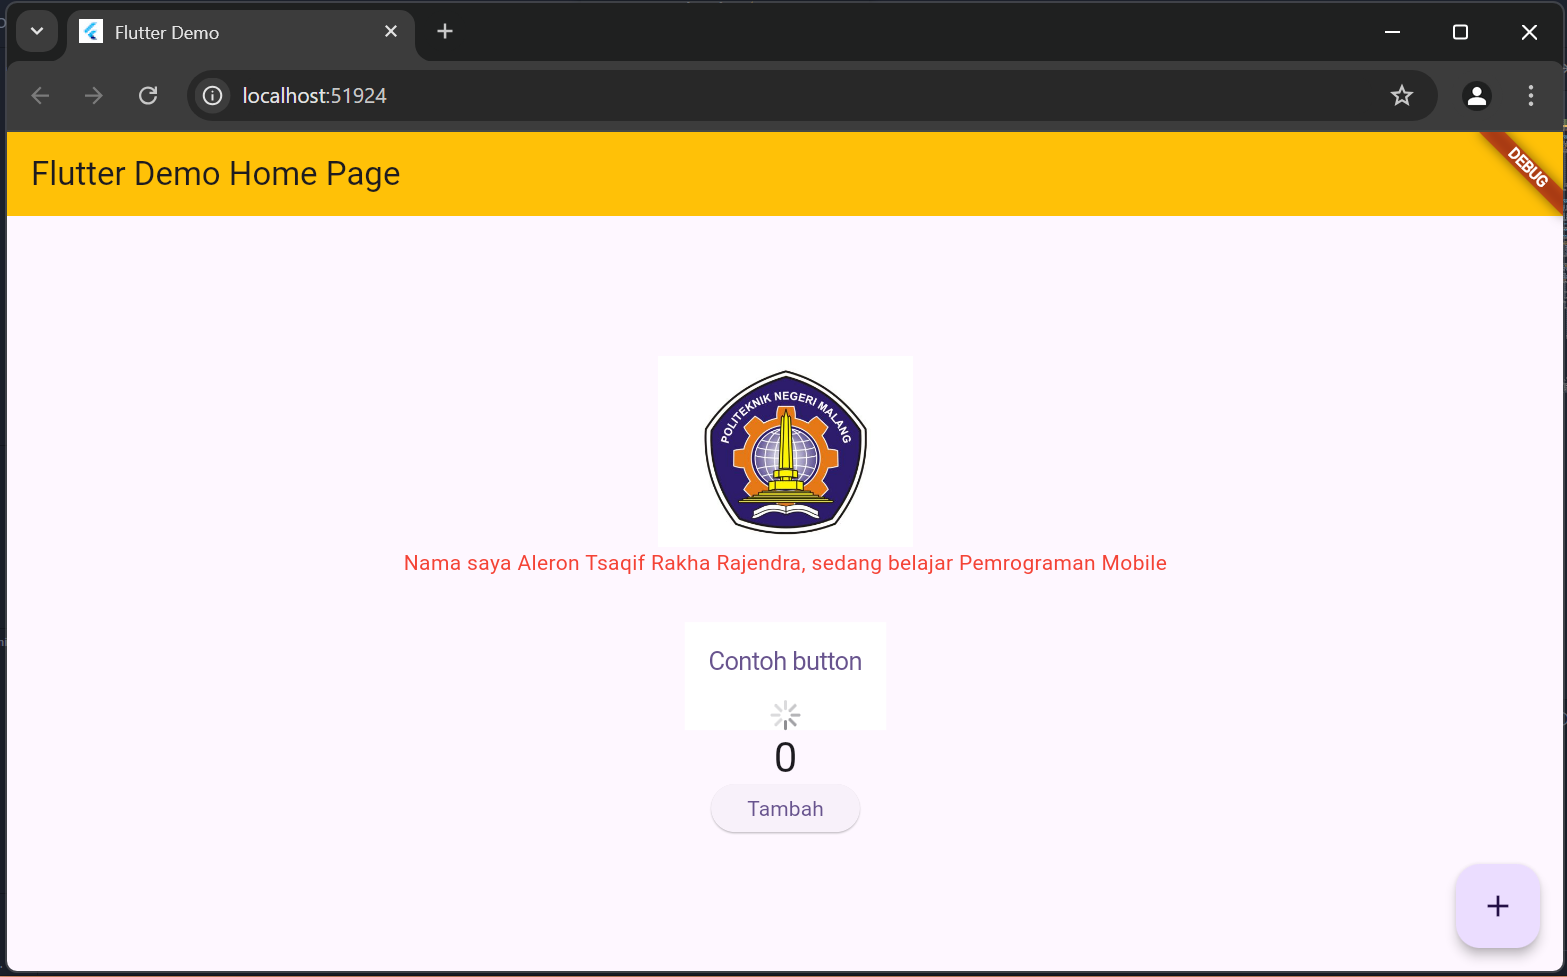 Flutter Demo
localhost:51924
Flutter Demo Home Page
DEBUG
POLITEKNIK NEGERI MALANG
Nama saya Aleron Tsaqif Rakha Rajendra, sedang belajar Pemrograman Mobile
Contoh button
0
Tambah